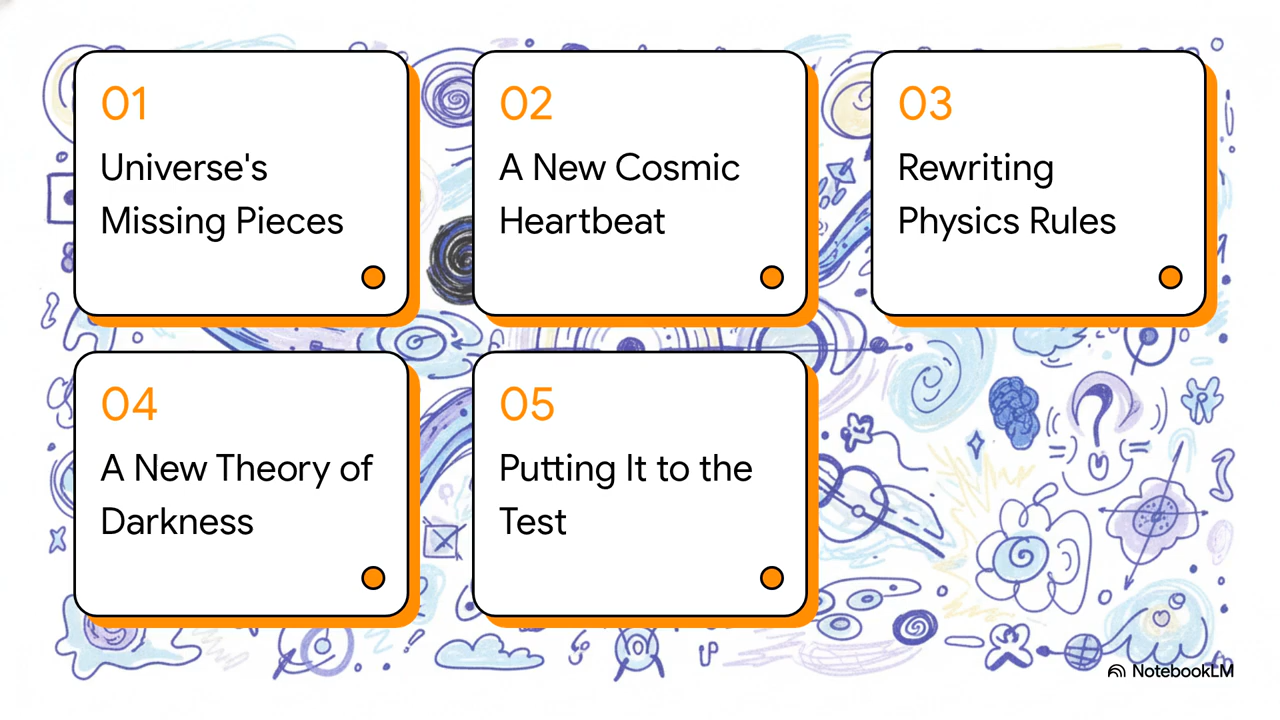 01
Universe's
Missing Pieces
02
A New Cosmic
Heartbeat
03
Rewriting
Physics Rules
04
A New Theory of
Darkness
05
Putting It to the
Test
NotebookLM